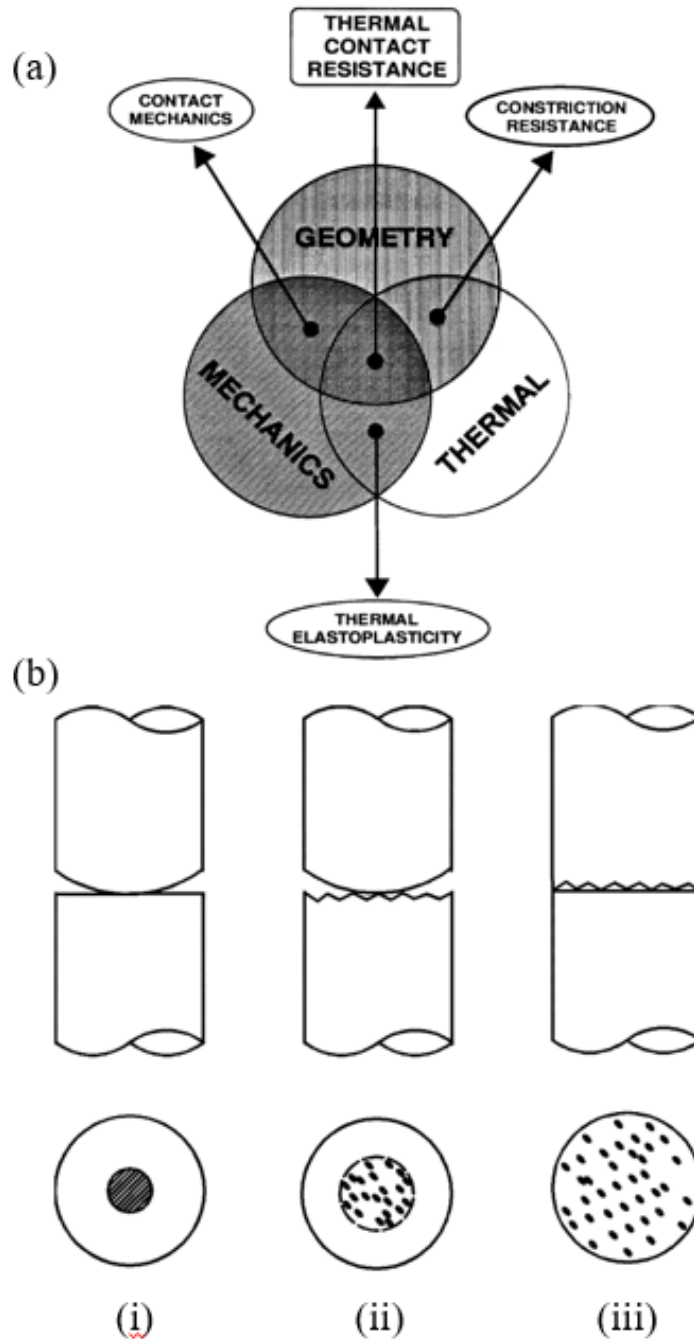 (a)
THERMAL
CONTACT
RESISTANCE
CONTACT
MECHANICS
CONSTRICTION
RESISTANCE
GEOMETRY
MECHANICS
THERMAL
THERMAL
ELASTOPLASTICITY
(b)
(i)
(ii)
(iii)